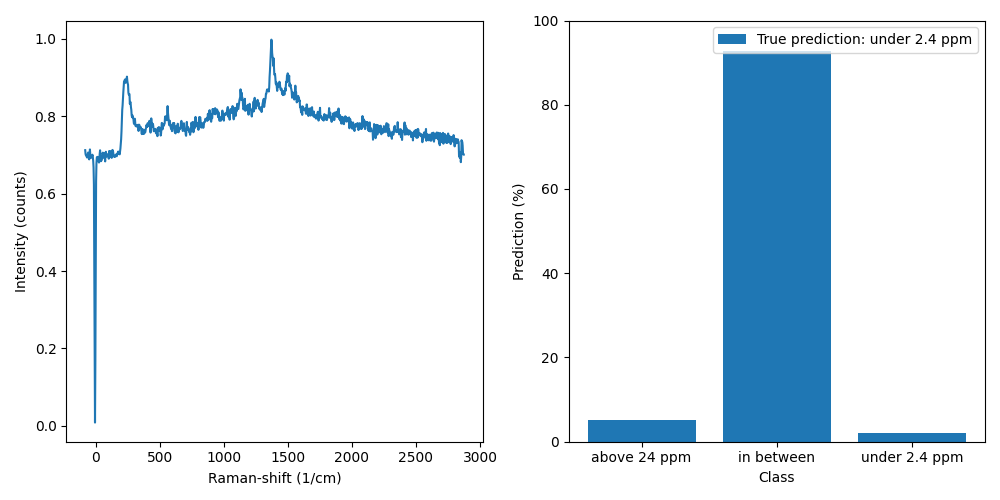 1.0
0.8
0.6
0.4
0.2
0.0
Intensity (counts)
0
500
1000
1500
2000
2500
3000
Raman-shift (1/cm)
100
80
60
40
20
0
Prediction (%)
True prediction: under 2.4 ppm
above 24 ppm
in between
under 2.4 ppm
Class